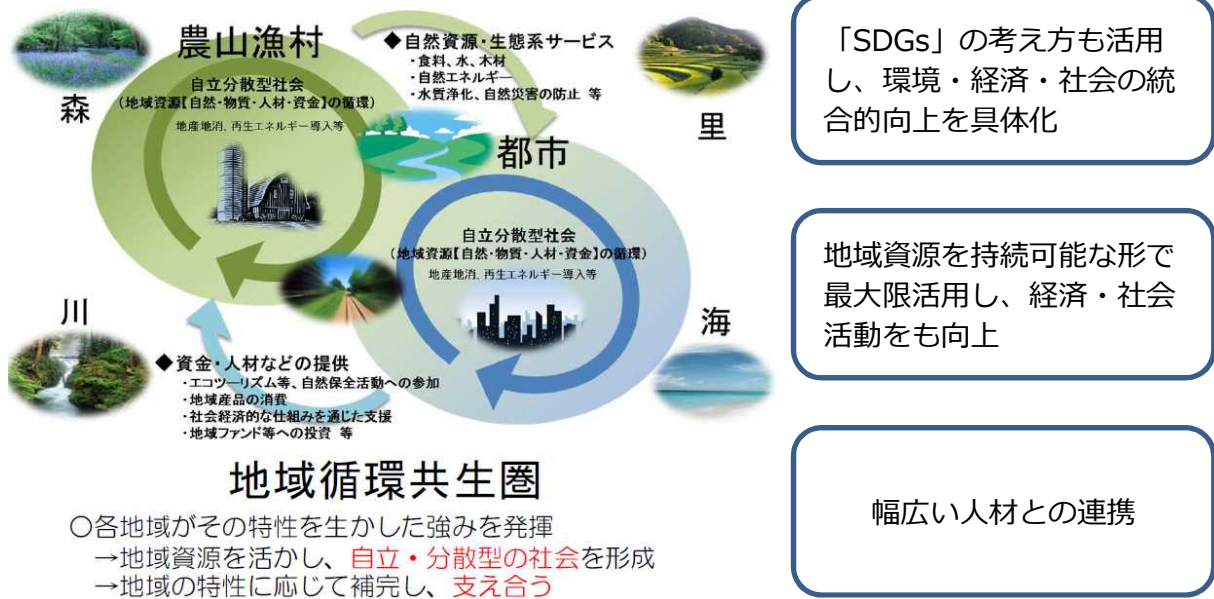 農山漁村
自立分散型社会
(地域資源【自然・物質・人材・資金】の循環)
地産地消、再生エネルギー導入等
森
◆自然資源・生態系サービス
・食料、水、木材
・自然エネルギー
・水質浄化、自然災害の防止 等
里
都市
自立分散型社会
(地域資源【自然・物質・人材・資金】の循環)
地産地消、再生エネルギー導入等
川
海
◆資金・人材などの提供
・エコツーリズム等、自然保全活動への参加
・地域産品の消費
・社会経済的な仕組みを通じた支援
・地域ファンド等への投資 等
地域循環共生圏
〇各地域がその特性を生かした強みを発揮
→地域資源を活かし、自立・分散型の社会を形成
→地域の特性に応じて補完し、支え合う
「SDGs」の考え方も活用
し、環境・経済・社会の統
合的向上を具体化
地域資源を持続可能な形で
最大限活用し、経済・社会
活動をも向上
幅広い人材との連携